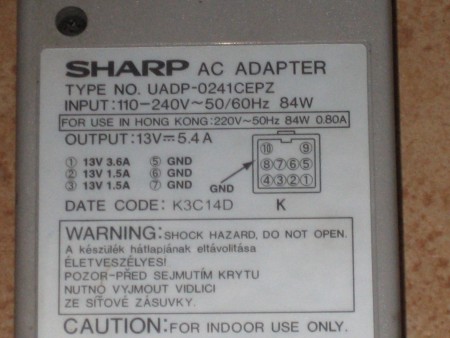 SHARP AC ADAPTER
TYPE NO. UADP-0241CEPZ
INPUT:110-240V~50/60Hz 84W
FOR USE IN HONG KONG:220V~50Hz 84W 0.80A
OUTPUT:13V⎓5.4A
① 13V 3.6A ⑤ GND
② 13V 1.5A ⑥ GND
③ 13V 1.5A ⑦ GND
⑩ ⑨
⑧⑦⑥⑤
④③②①
GND
DATE CODE: K3C14D K
WARNING: SHOCK HAZARD, DO NOT OPEN.
A készülék hátlapjának eltávolitása
ÉLETVESZÉLYES!
POZOR-PŘED SEJMUTÍM KRYTU
NUTNO VYJMOUT VIDLICI
ZE SÍŤOVÉ ZÁSUVKY.
CAUTION: FOR INDOOR USE ONLY.